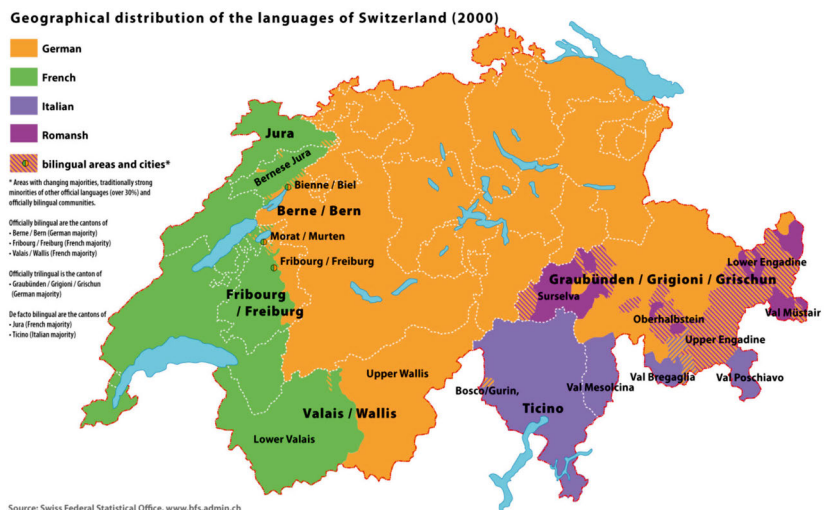 Geographical distribution of the languages of Switzerland (2000)
German
French
Italian
Romansh
bilingual areas and cities*
* Areas with changing majorities, traditionally strong
minorities of other official languages (over 30%) and
officially bilingual communities.
Officially bilingual are the cantons of
• Berne / Bern (German majority)
• Fribourg / Freiburg (French majority)
• Valais / Wallis (French majority)
Officially trilingual is the canton of
• Graubünden / Grigioni / Grischun
(German majority)
De facto bilingual are the cantons of
• Jura (French majority)
• Ticino (Italian majority)
Jura
Bernese Jura
Bienne / Biel
Berne / Bern
Morat / Murten
Fribourg / Freiburg
Fribourg
/ Freiburg
Upper Wallis
Valais / Wallis
Lower Valais
Lower Engadine
Graubünden / Grigioni / Grischun
Surselva
Val Müstair
Oberhalbstein
Upper Engadine
Val Bregaglia
Val Poschiavo
Val Mesolcina
Bosco/Gurin,
Ticino
Source: Swiss Federal Statistical Office, www.bfs.admin.ch